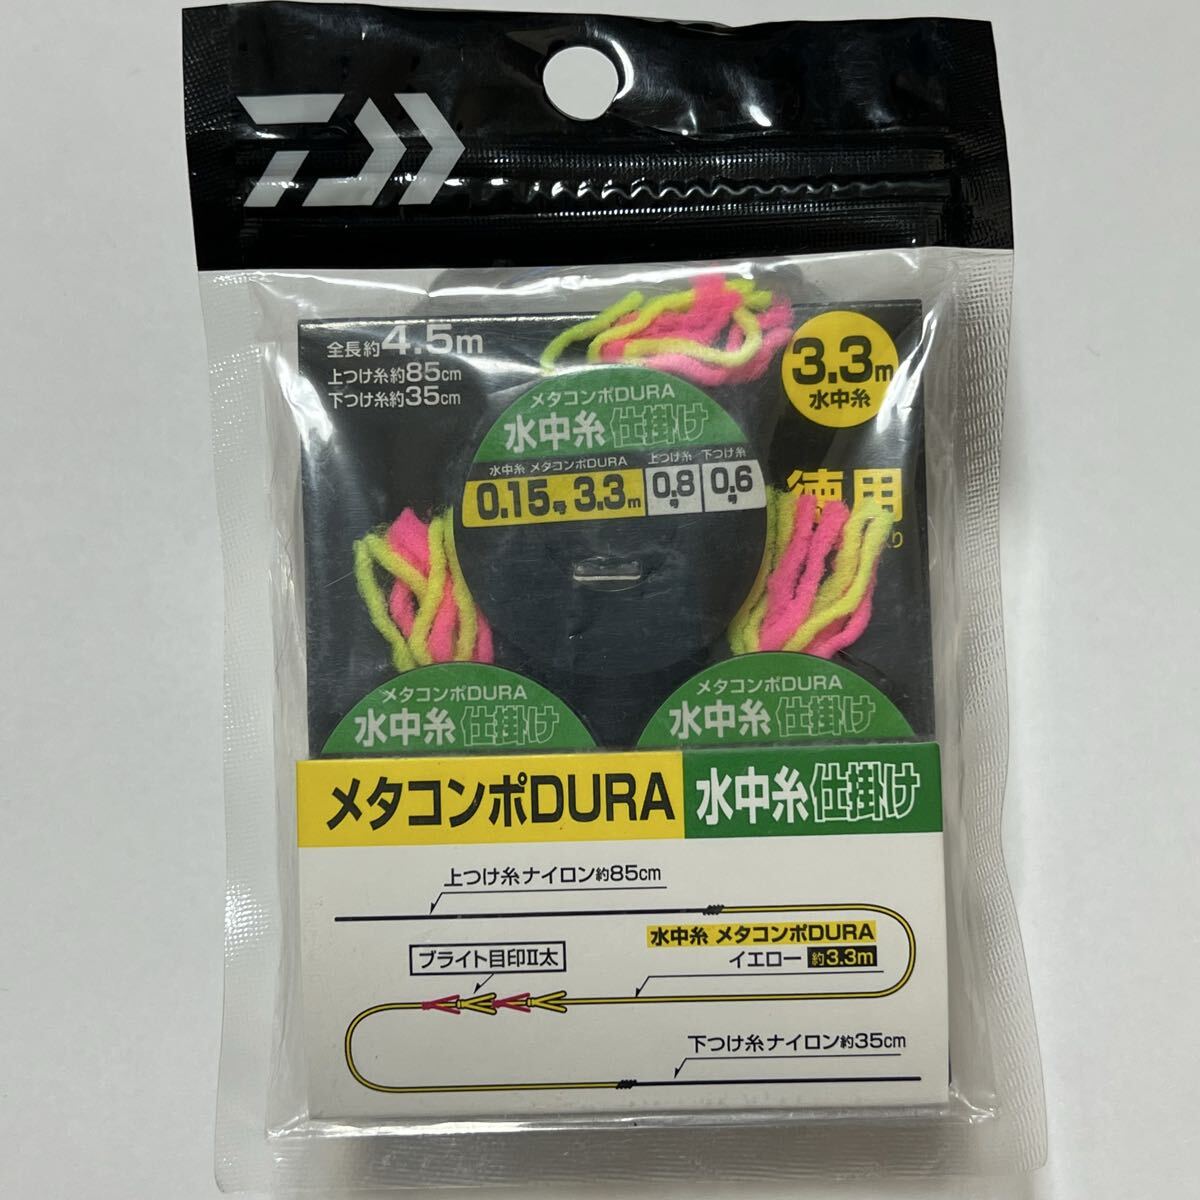 全長約4.5m
上つけ糸約85cm
下つけ糸約35cm
3.3m
水中糸
メタコンポDURA
水中糸 仕掛け
水中糸 メタコンポDURA 上つけ糸 下つけ糸
0.15号 3.3m 0.8号 0.6号
徳用
り
メタコンポDURA
水中糸 仕掛け
メタコンポDURA
水中糸 仕掛け
メタコンポDURA 水中糸 仕掛け
上つけ糸ナイロン約85cm
水中糸 メタコンポDURA
イエロー 約3.3m
ブライト目印II太
下つけ糸ナイロン約35cm